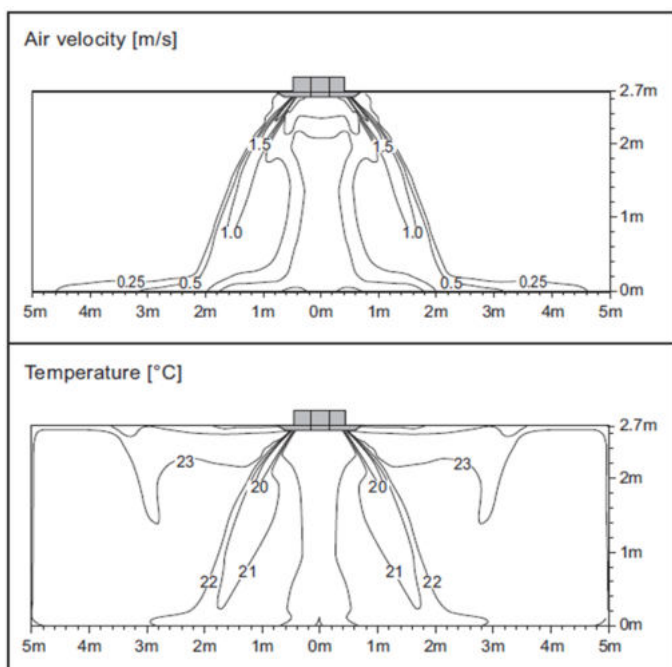 Air velocity [m/s]
2.7m
1.5 1.5 2m
1.0 1.0 1m
0.25 0.5 0.5 0.25 0m
5m 4m 3m 2m 1m 0m 1m 2m 3m 4m 5m
Temperature [°C]
2.7m
23 23
20 20 2m
21 21 1m
22 22
0m
5m 4m 3m 2m 1m 0m 1m 2m 3m 4m 5m